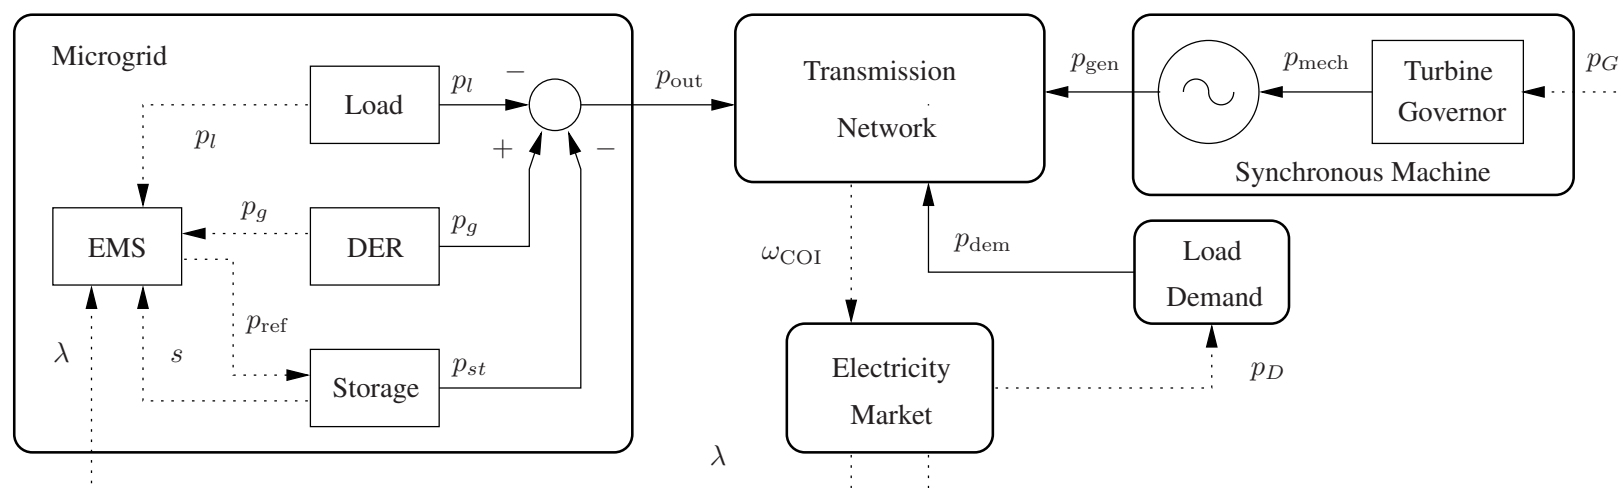 Microgrid
Load
p_l
−
p_out
p_l
+
−
EMS
p_g
DER
p_g
p_ref
λ
s
Storage
p_st
Transmission
Network
p_gen
p_mech
Turbine
Governor
p_G
Synchronous Machine
ω_COI
p_dem
Load
Demand
Electricity
Market
p_D
λ